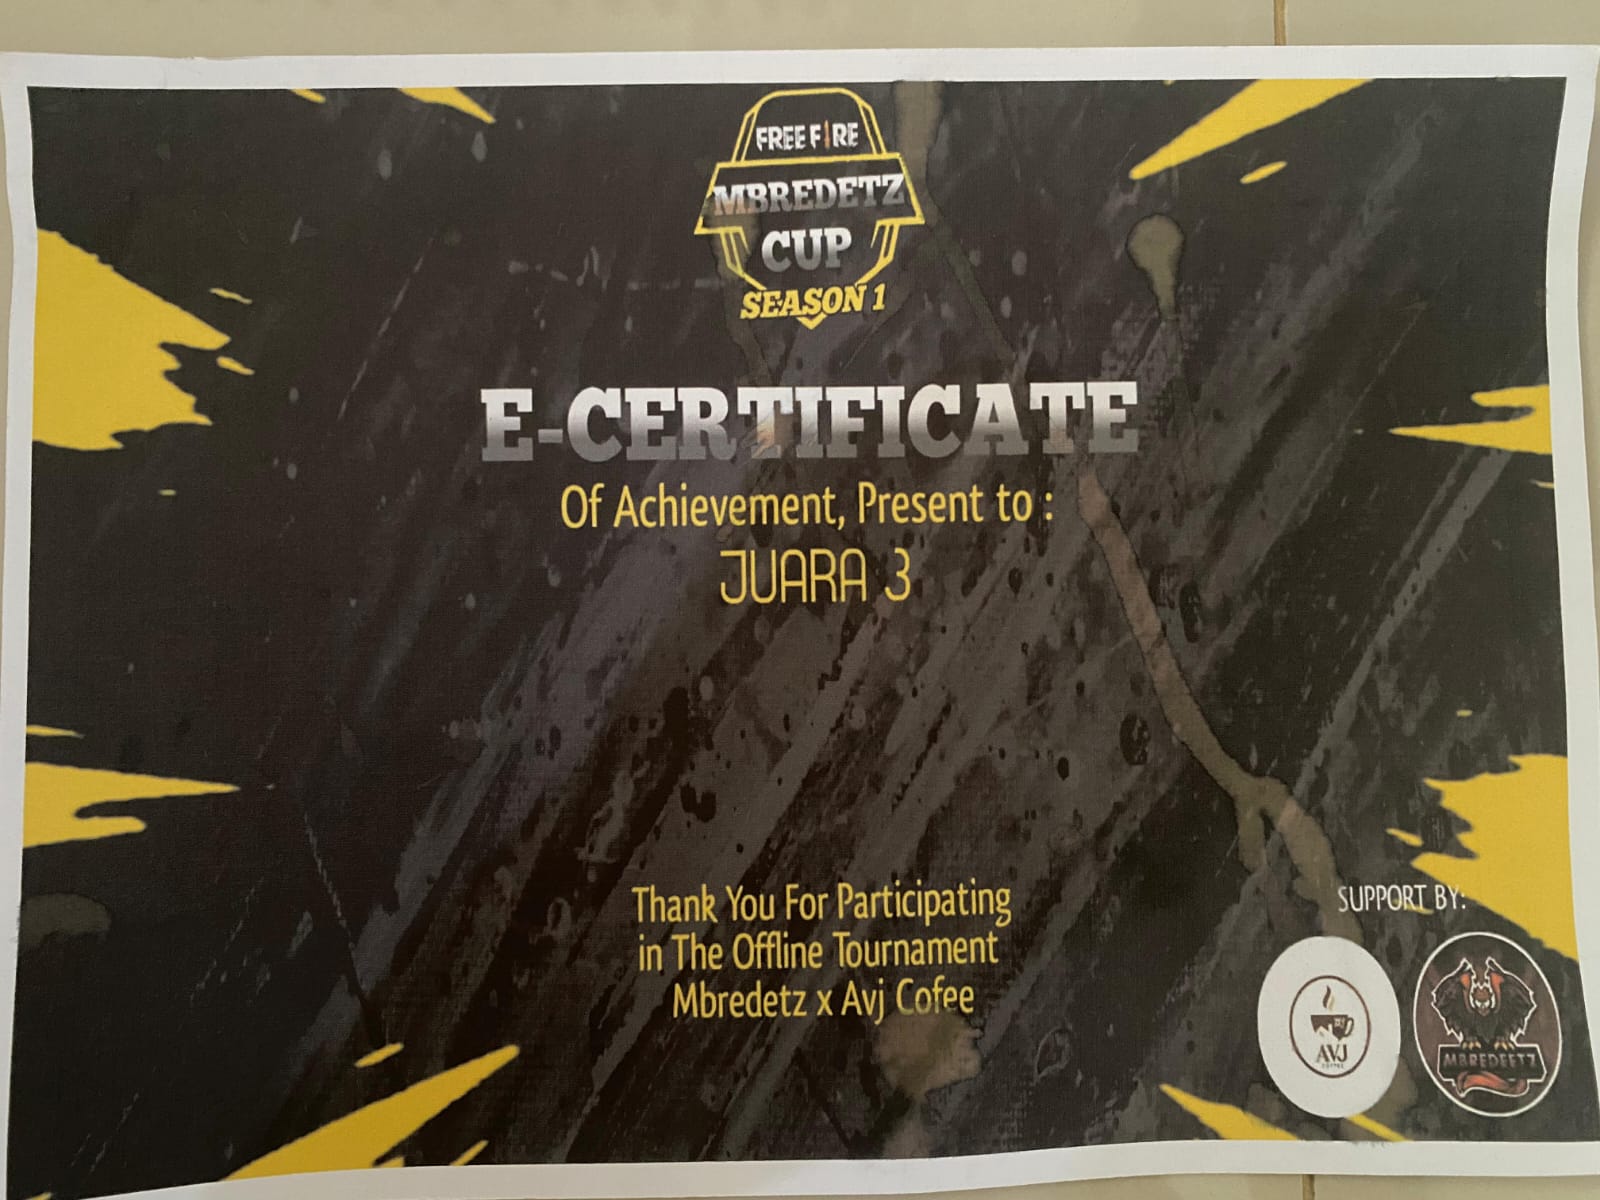 FREE FIRE
MBREDETZ
CUP
SEASON 1
E-CERTIFICATE
Of Achievement, Present to :
JUARA 3
Thank You For Participating
in The Offline Tournament
Mbredetz x Avj Cofee
SUPPORT BY:
AVJ
COFFEE
MBREDEETZ